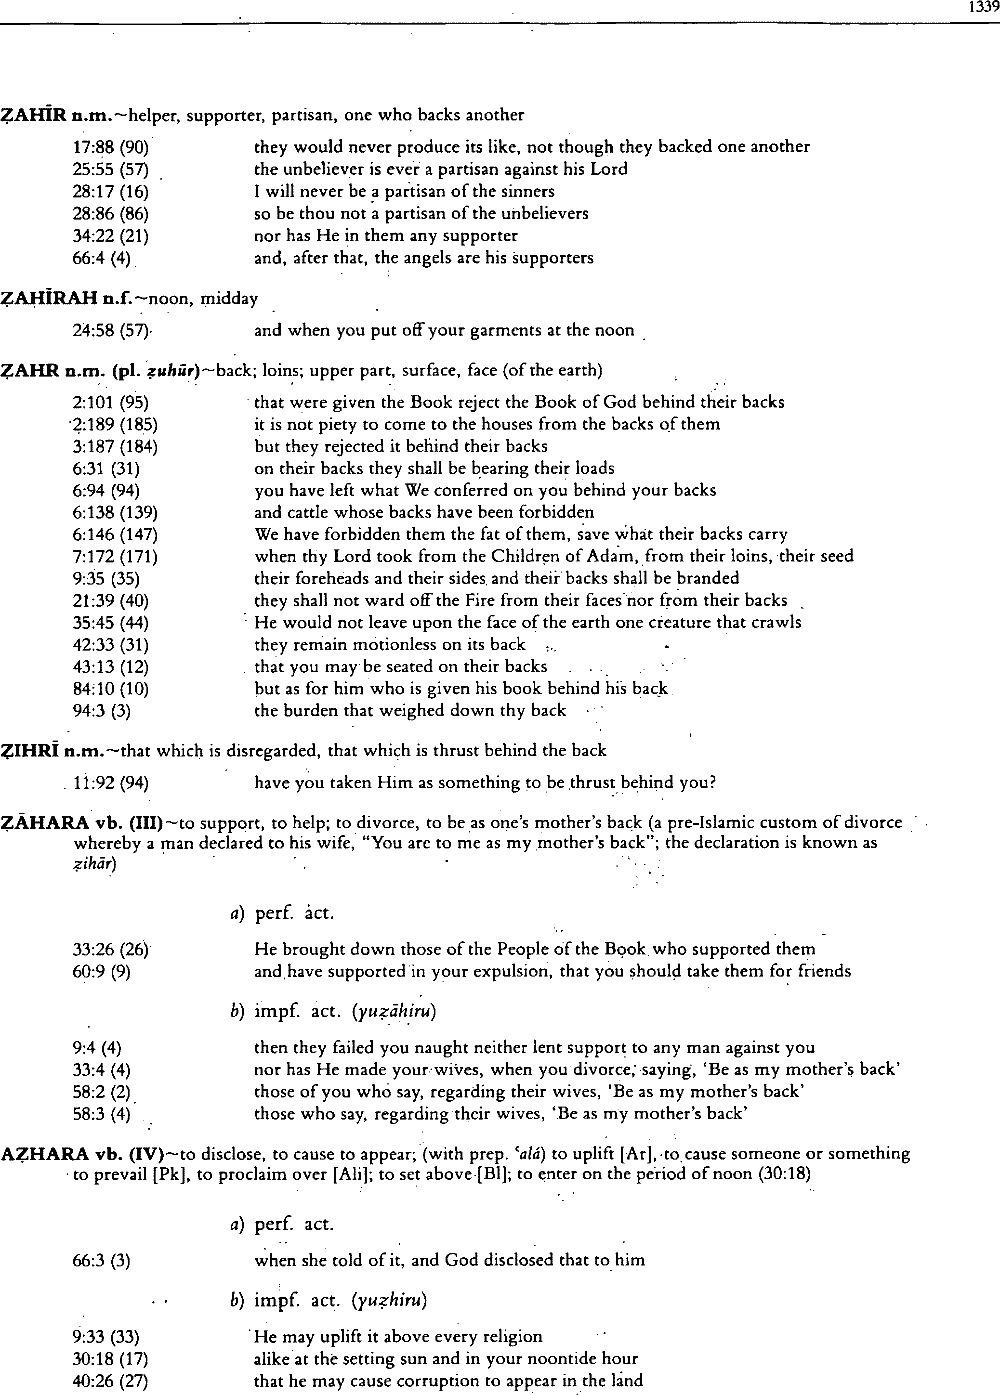 1339
ẒAHĪR n.m.~helper, supporter, partisan, one who backs another
17:88 (90) they would never produce its like, not though they backed one another
25:55 (57) the unbeliever is ever a partisan against his Lord
28:17 (16) I will never be a partisan of the sinners
28:86 (86) so be thou not a partisan of the unbelievers
34:22 (21) nor has He in them any supporter
66:4 (4) and, after that, the angels are his supporters
ẒAHĪRAH n.f.~noon, midday
24:58 (57) and when you put off your garments at the noon
ẒAHR n.m. (pl. ẓuhūr)~back; loins; upper part, surface, face (of the earth)
2:101 (95) that were given the Book reject the Book of God behind their backs
2:189 (185) it is not piety to come to the houses from the backs of them
3:187 (184) but they rejected it behind their backs
6:31 (31) on their backs they shall be bearing their loads
6:94 (94) you have left what We conferred on you behind your backs
6:138 (139) and cattle whose backs have been forbidden
6:146 (147) We have forbidden them the fat of them, save what their backs carry
7:172 (171) when thy Lord took from the Children of Adam, from their loins, their seed
9:35 (35) their foreheads and their sides and their backs shall be branded
21:39 (40) they shall not ward off the Fire from their faces nor from their backs
35:45 (44) He would not leave upon the face of the earth one creature that crawls
42:33 (31) they remain motionless on its back
43:13 (12) that you may be seated on their backs
84:10 (10) but as for him who is given his book behind his back
94:3 (3) the burden that weighed down thy back
ẒIHRĪ n.m.~that which is disregarded, that which is thrust behind the back
11:92 (94) have you taken Him as something to be thrust behind you?
ẒĀHARA vb. (III)~to support, to help; to divorce, to be as one's mother's back (a pre-Islamic custom of divorce
whereby a man declared to his wife, "You are to me as my mother's back"; the declaration is known as
ẓihār)
a) perf. act.
33:26 (26) He brought down those of the People of the Book who supported them
60:9 (9) and have supported in your expulsion, that you should take them for friends
b) impf. act. (yuẓāhiru)
9:4 (4) then they failed you naught neither lent support to any man against you
33:4 (4) nor has He made your wives, when you divorce, saying, 'Be as my mother's back'
58:2 (2) those of you who say, regarding their wives, 'Be as my mother's back'
58:3 (4) those who say, regarding their wives, 'Be as my mother's back'
AẒHARA vb. (IV)~to disclose, to cause to appear; (with prep. ʿalá) to uplift [Ar], to cause someone or something
to prevail [Pk], to proclaim over [Ali]; to set above [Bl]; to enter on the period of noon (30:18)
a) perf. act.
66:3 (3) when she told of it, and God disclosed that to him
b) impf. act. (yuẓhiru)
9:33 (33) He may uplift it above every religion
30:18 (17) alike at the setting sun and in your noontide hour
40:26 (27) that he may cause corruption to appear in the land